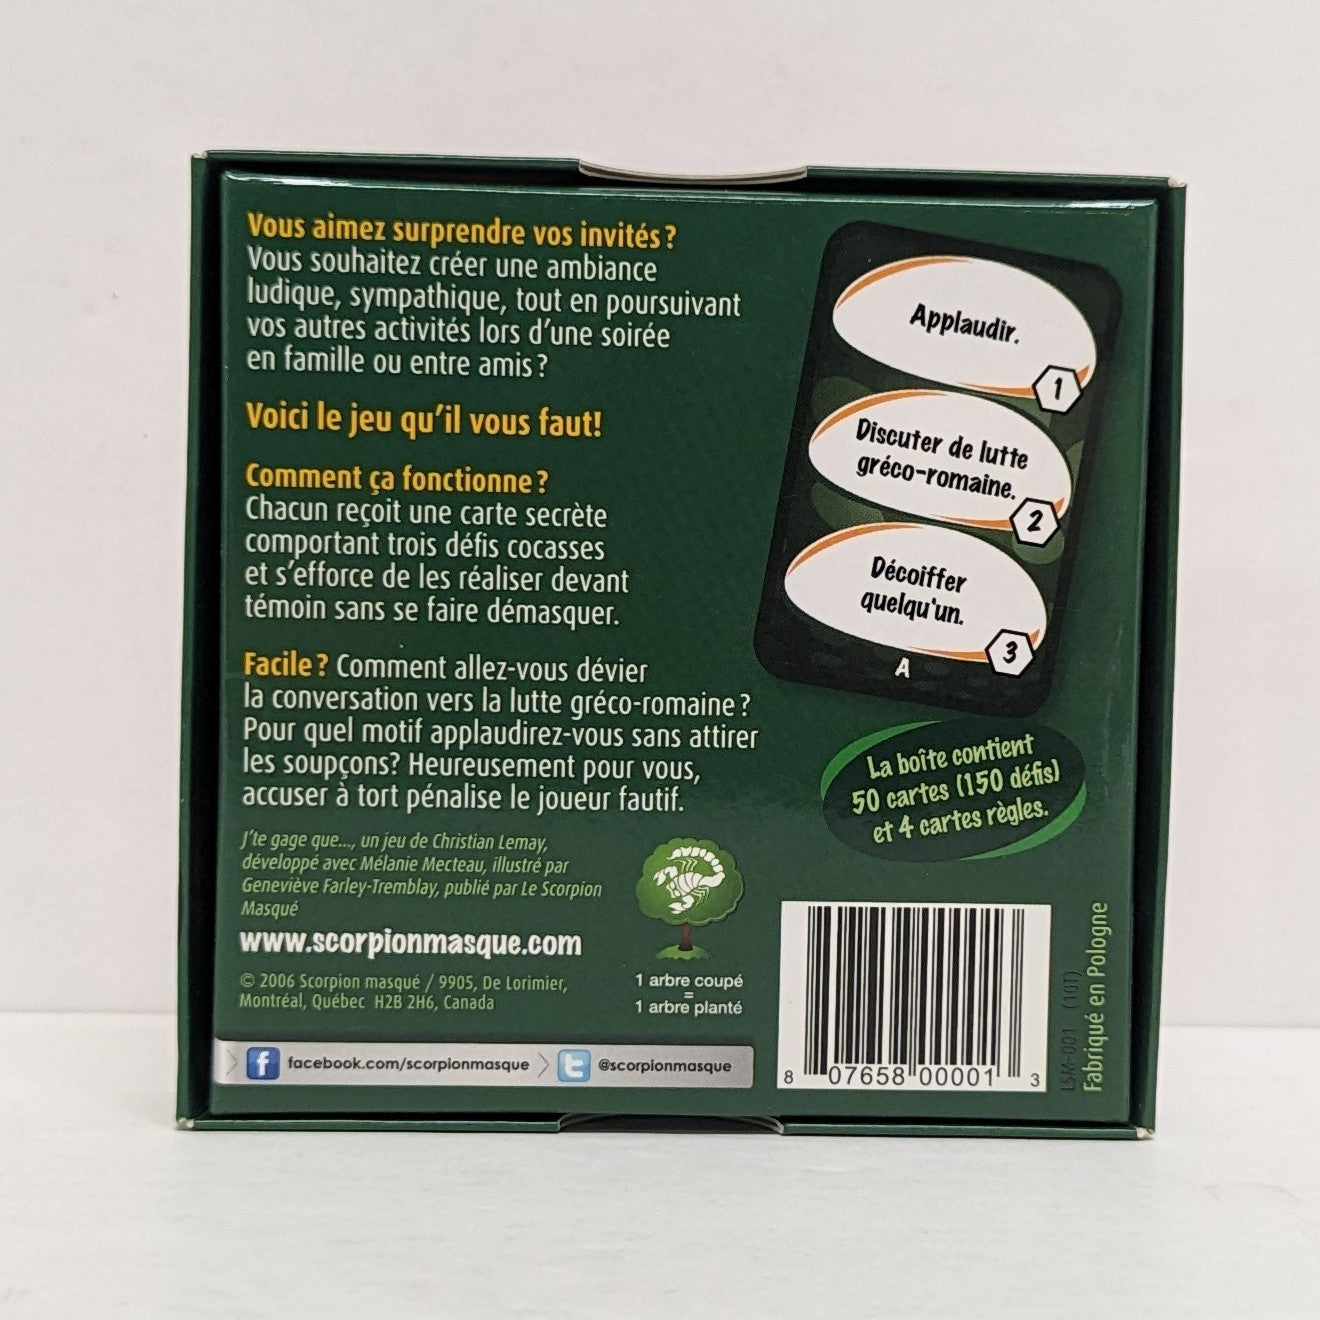 Vous aimez surprendre vos invités ?
Vous souhaitez créer une ambiance
ludique, sympathique, tout en poursuivant
vos autres activités lors d’une soirée
en famille ou entre amis ?
Voici le jeu qu’il vous faut!
Comment ça fonctionne ?
Chacun reçoit une carte secrète
comportant trois défis cocasses
et s’efforce de les réaliser devant
témoin sans se faire démasquer.
Facile ? Comment allez-vous dévier
la conversation vers la lutte gréco-romaine ?
Pour quel motif applaudirez-vous sans attirer
les soupçons? Heureusement pour vous,
accuser à tort pénalise le joueur fautif.
J’te gage que..., un jeu de Christian Lemay,
développé avec Mélanie Mecteau, illustré par
Geneviève Farley-Tremblay, publié par Le Scorpion
Masqué
www.scorpionmasque.com
© 2006 Scorpion masqué / 9905, De Lorimier,
Montréal, Québec H2B 2H6, Canada
1 arbre coupé
=
1 arbre planté
f facebook.com/scorpionmasque
t @scorpionmasque
Applaudir.
1
Discuter de lutte
gréco-romaine.
2
Décoiffer
quelqu'un.
3
A
La boîte contient
50 cartes (150 défis)
et 4 cartes règles.
8 07658 00001 3
LSM-001 (10T)
Fabriqué en Pologne